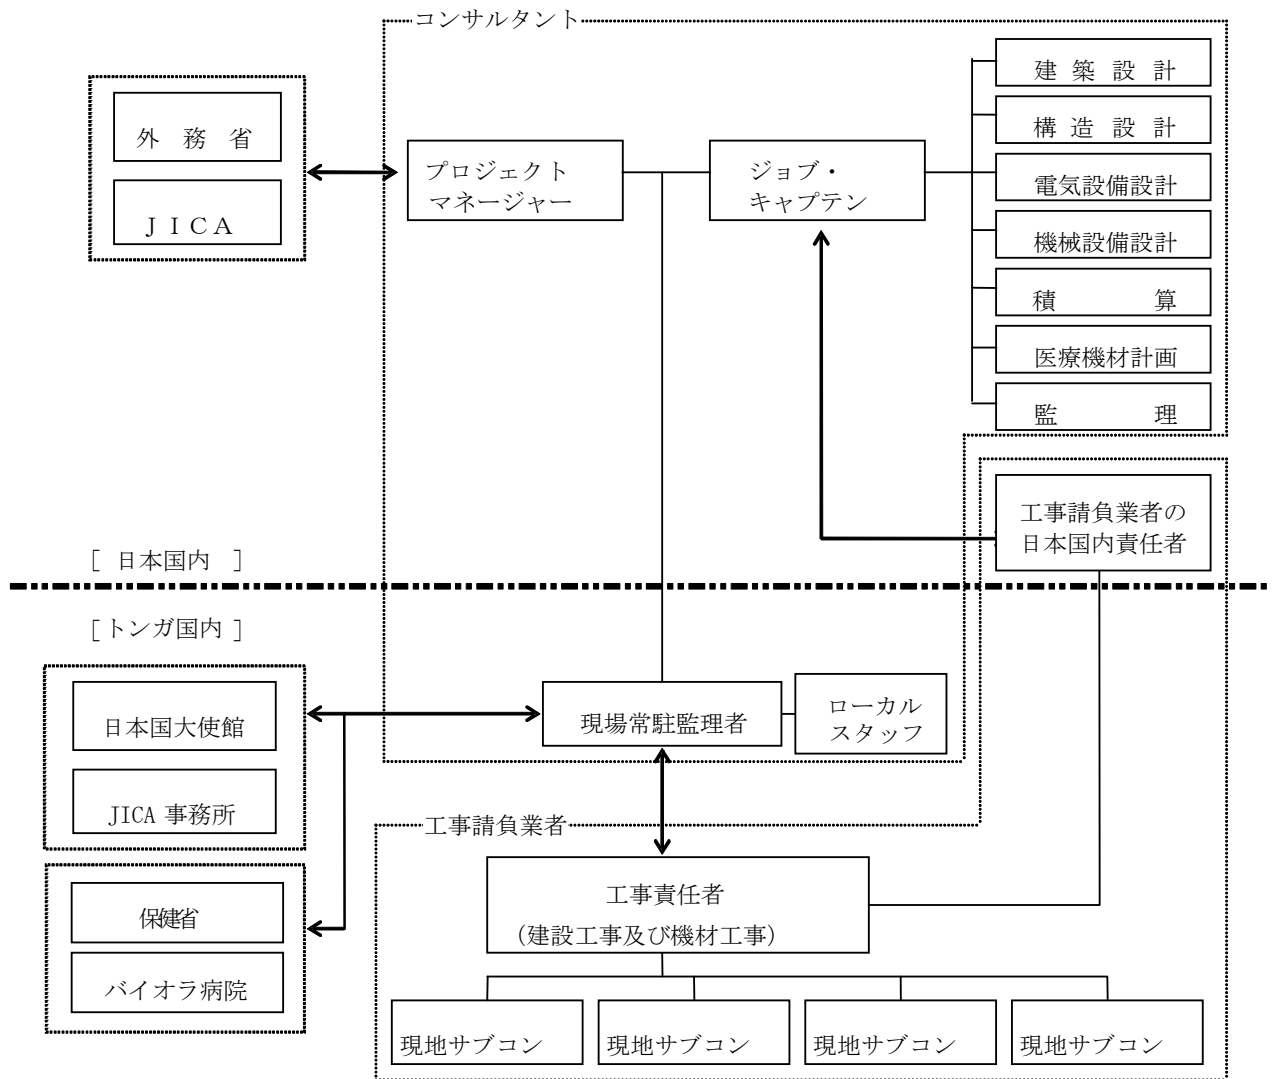 コンサルタント
外　務　省
ＪＩＣＡ
プロジェクト
マネージャー
ジョブ・
キャプテン
建 築 設 計
構 造 設 計
電気設備設計
機械設備設計
積　　　　算
医療機材計画
監　　　　理
工事請負業者の
日本国内責任者
［ 日本国内 ］
［トンガ国内 ］
日本国大使館
JICA 事務所
現場常駐監理者
ローカル
スタッフ
工事請負業者
保健省
バイオラ病院
工事責任者
（建設工事及び機材工事）
現地サブコン
現地サブコン
現地サブコン
現地サブコン